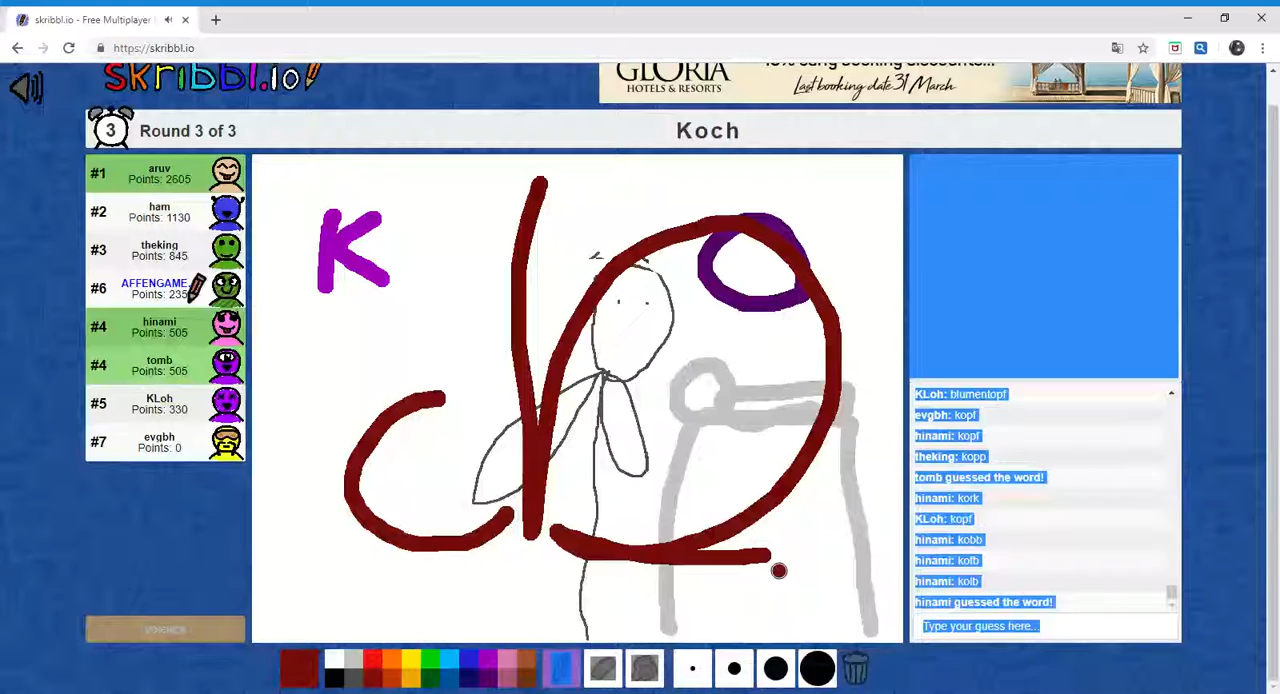 skribbl.io - Free Multiplayer
https://skribbl.io
skribbl.io
GLORIA
HOTELS & RESORTS
Last booking date 31 March
3
Round 3 of 3
Koch
#1 aruv
Points: 2605
#2 ham
Points: 1130
#3 theking
Points: 845
#6 AFFENGAME
Points: 235
#4 hinami
Points: 505
#4 tomb
Points: 505
#5 KLoh
Points: 330
#7 evgbh
Points: 0
K
O
ch
KLoh: blumentopf
evgbh: kopf
hinami: kopf
theking: kopp
tomb guessed the word!
hinami: kork
KLoh: kopf
hinami: kobb
hinami: kofb
hinami: kolb
hinami guessed the word!
Type your guess here...